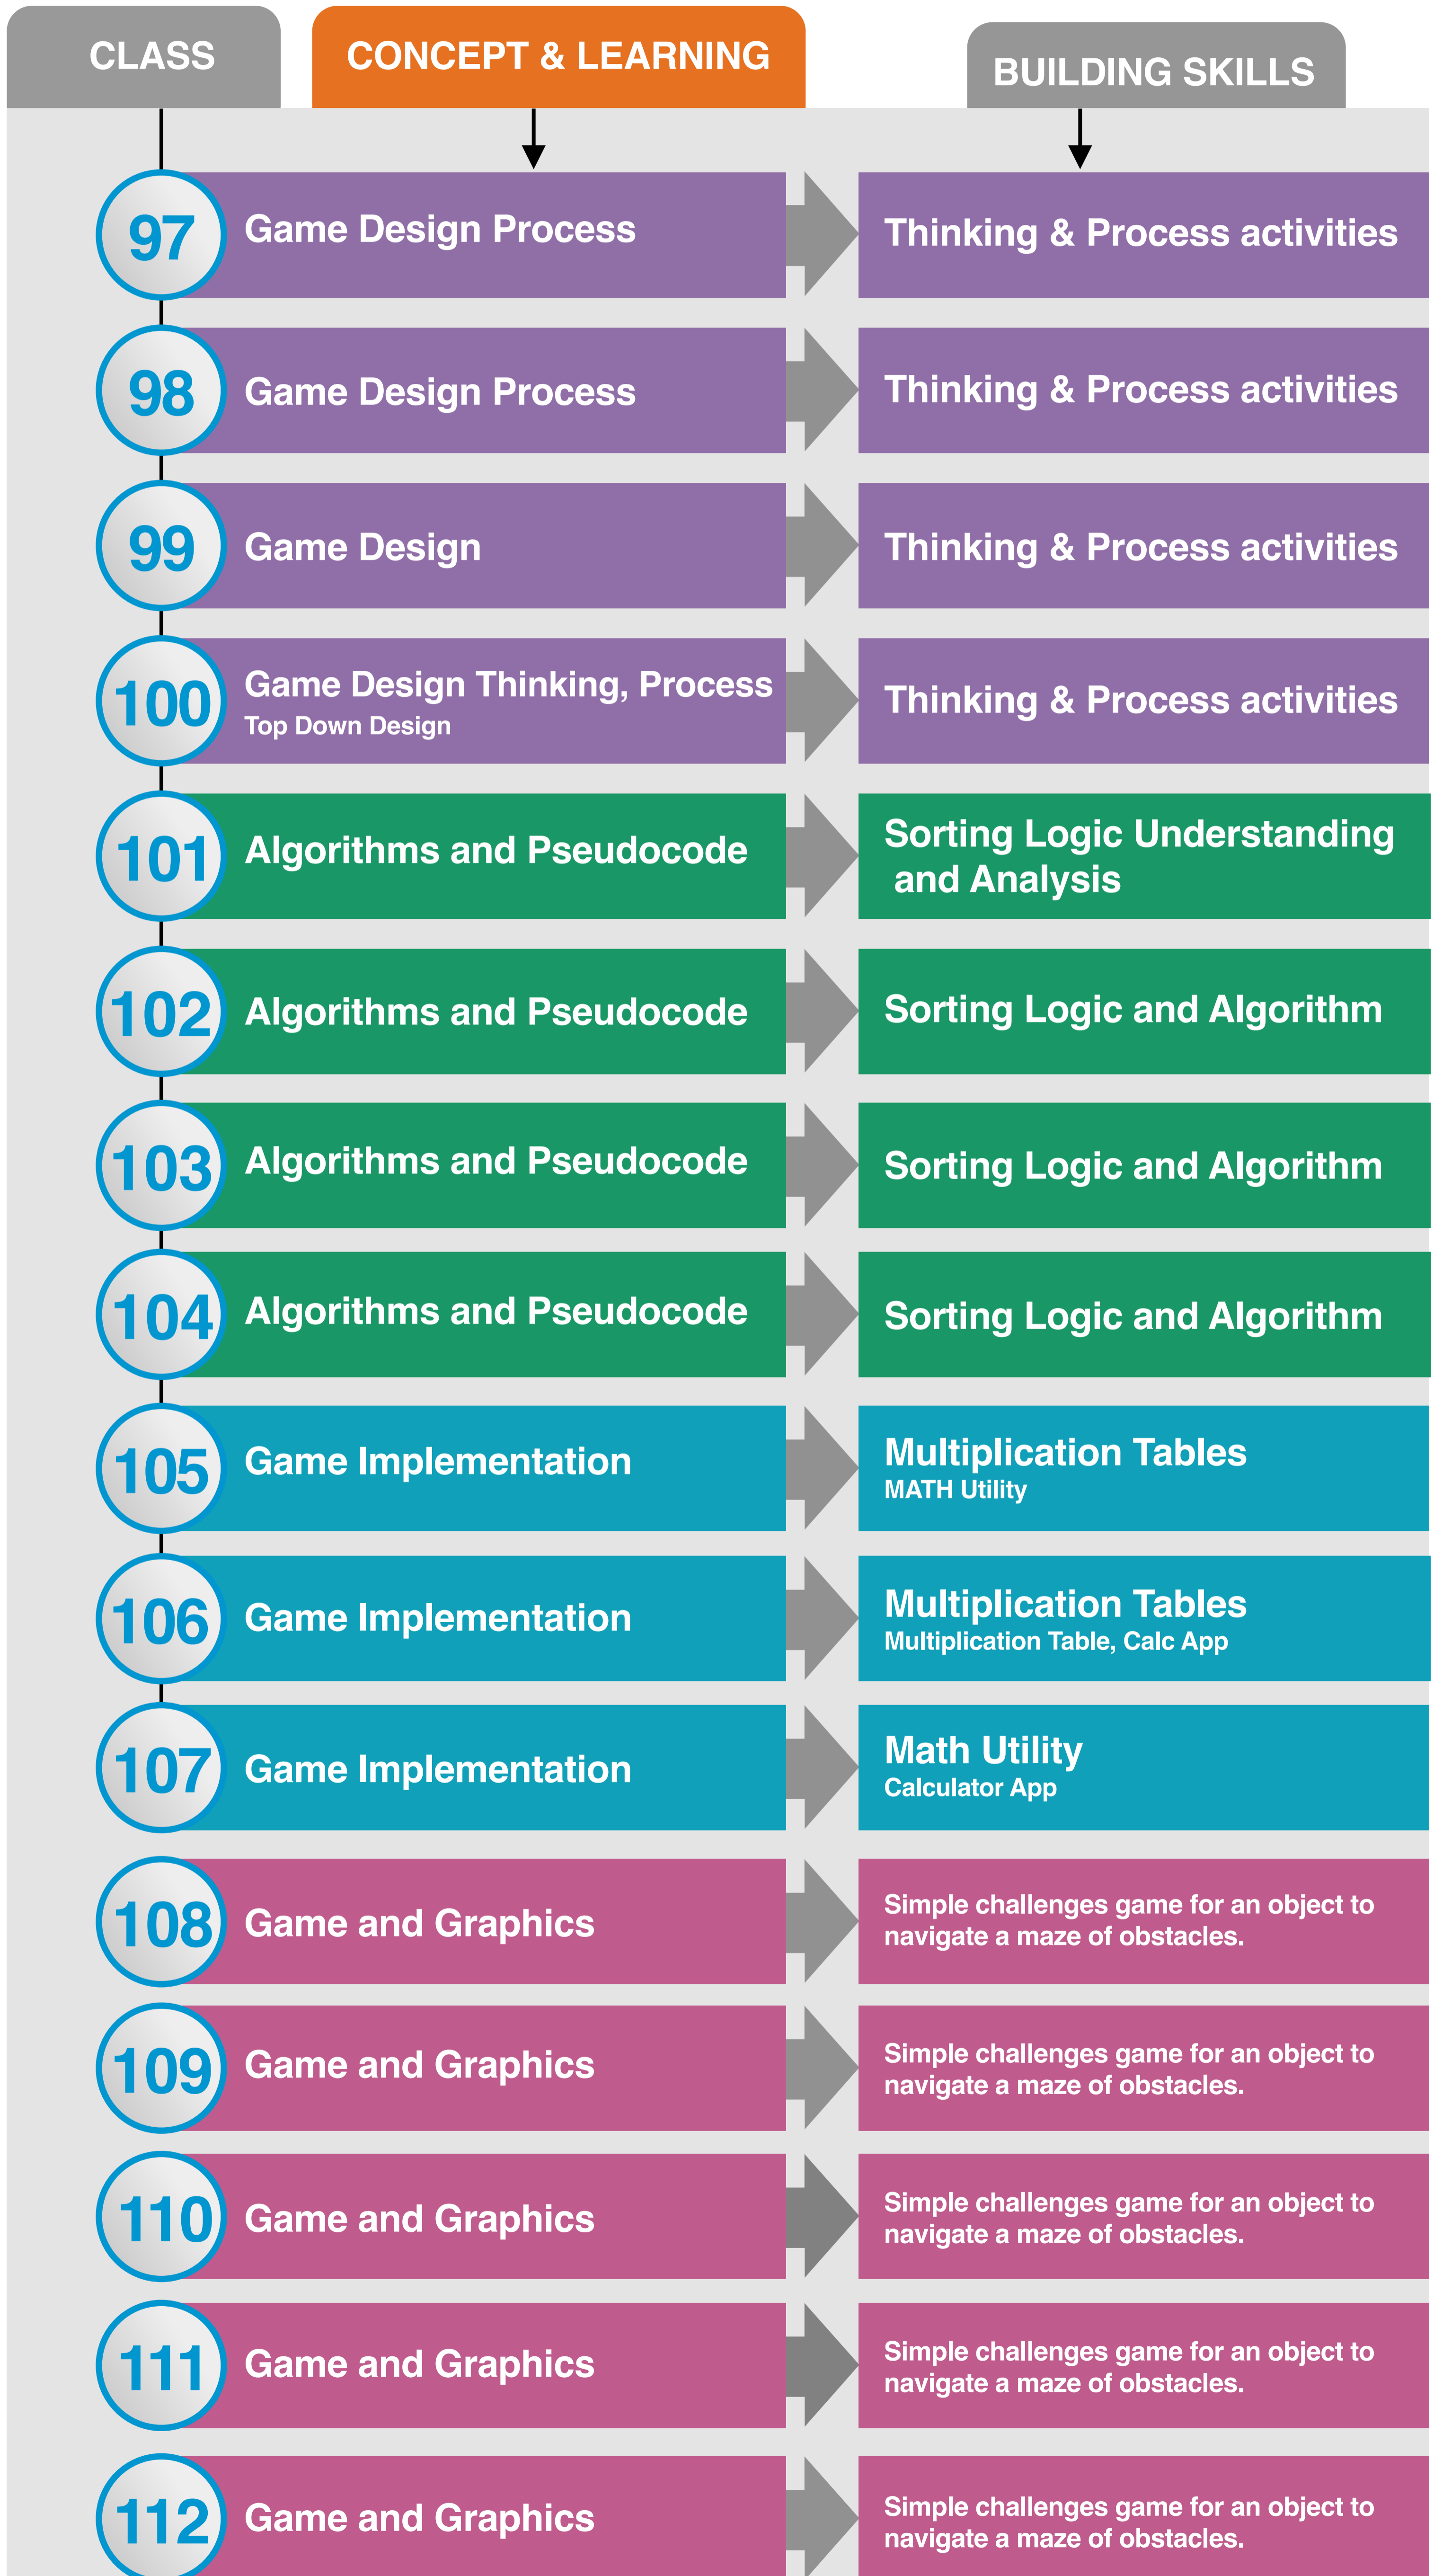 CLASS
CONCEPT & LEARNING
BUILDING SKILLS
97
Game Design Process
Thinking & Process activities
98
Game Design Process
Thinking & Process activities
99
Game Design
Thinking & Process activities
100
Game Design Thinking, Process
Top Down Design
Thinking & Process activities
101
Algorithms and Pseudocode
Sorting Logic Understanding
and Analysis
102
Algorithms and Pseudocode
Sorting Logic and Algorithm
103
Algorithms and Pseudocode
Sorting Logic and Algorithm
104
Algorithms and Pseudocode
Sorting Logic and Algorithm
105
Game Implementation
Multiplication Tables
MATH Utility
106
Game Implementation
Multiplication Tables
Multiplication Table, Calc App
107
Game Implementation
Math Utility
Calculator App
108
Game and Graphics
Simple challenges game for an object to
navigate a maze of obstacles.
109
Game and Graphics
Simple challenges game for an object to
navigate a maze of obstacles.
110
Game and Graphics
Simple challenges game for an object to
navigate a maze of obstacles.
111
Game and Graphics
Simple challenges game for an object to
navigate a maze of obstacles.
112
Game and Graphics
Simple challenges game for an object to
navigate a maze of obstacles.